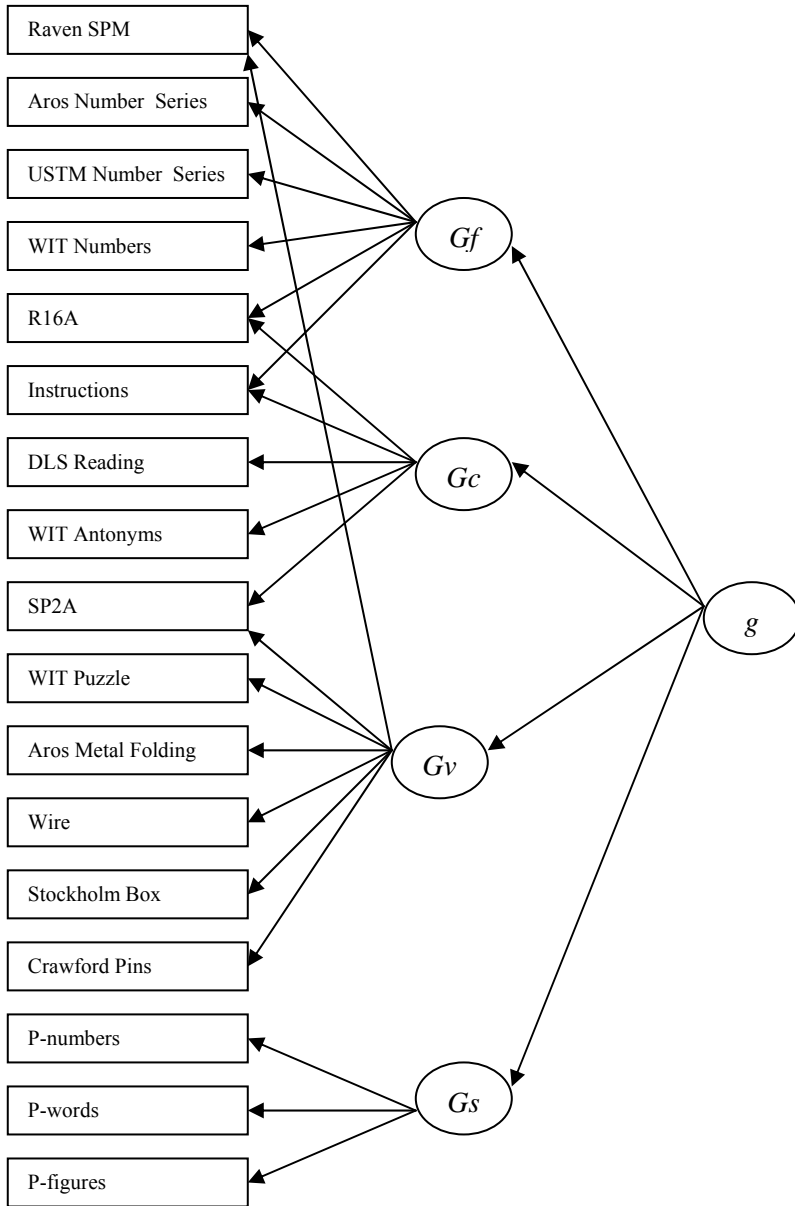 Raven SPM
Aros Number Series
USTM Number Series
WIT Numbers
R16A
Instructions
DLS Reading
WIT Antonyms
SP2A
WIT Puzzle
Aros Metal Folding
Wire
Stockholm Box
Crawford Pins
P-numbers
P-words
P-figures
Gf
Gc
Gv
Gs
g